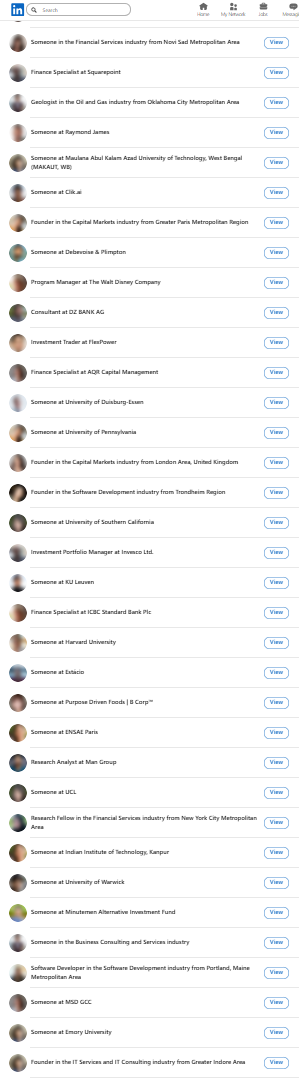 in
Search
Home
My Network
Jobs
Someone in the Financial Services industry from Novi Sad Metropolitan Area
View
Finance Specialist at Squarepoint
View
Geologist in the Oil and Gas industry from Oklahoma City Metropolitan Area
View
Someone at Raymond James
View
Someone at Maulana Abul Kalam Azad University of Technology, West Bengal
(MAKAUT, WB)
View
Someone at Clik.ai
View
Founder in the Capital Markets industry from Greater Paris Metropolitan Region
View
Someone at Debevoise & Plimpton
View
Program Manager at The Walt Disney Company
View
Consultant at DZ BANK AG
View
Investment Trader at FlexPower
View
Finance Specialist at AQR Capital Management
View
Someone at University of Duisburg-Essen
View
Someone at University of Pennsylvania
View
Founder in the Capital Markets industry from London Area, United Kingdom
View
Founder in the Software Development industry from Trondheim Region
View
Someone at University of Southern California
View
Investment Portfolio Manager at Invesco Ltd.
View
Someone at KU Leuven
View
Finance Specialist at ICBC Standard Bank Plc
View
Someone at Harvard University
View
Someone at Estácio
View
Someone at Purpose Driven Foods | B Corp™
View
Someone at ENSAE Paris
View
Research Analyst at Man Group
View
Someone at UCL
View
Research Fellow in the Financial Services industry from New York City Metropolitan
Area
View
Someone at Indian Institute of Technology, Kanpur
View
Someone at University of Warwick
View
Someone at Minutemen Alternative Investment Fund
View
Someone in the Business Consulting and Services industry
View
Software Developer in the Software Development industry from Portland, Maine
Metropolitan Area
View
Someone at MSD GCC
View
Someone at Emory University
View
Founder in the IT Services and IT Consulting industry from Greater Indore Area
View